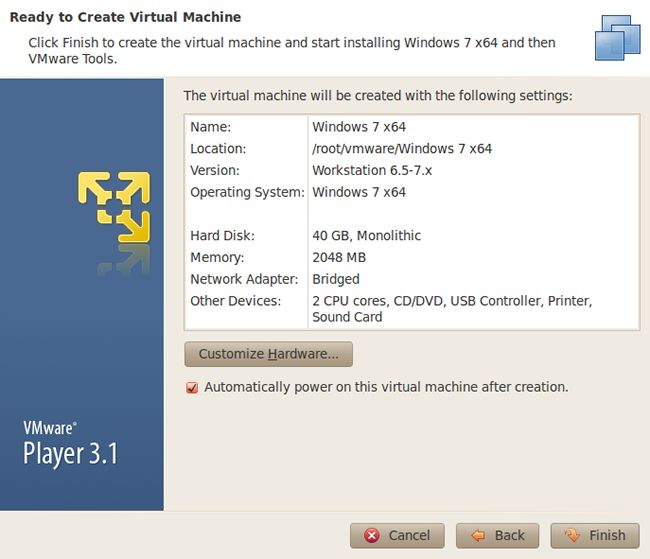 Ready to Create Virtual Machine
Click Finish to create the virtual machine and start installing Windows 7 x64 and then
VMware Tools.
The virtual machine will be created with the following settings:
Name: Windows 7 x64
Location: /root/vmware/Windows 7 x64
Version: Workstation 6.5-7.x
Operating System: Windows 7 x64
Hard Disk: 40 GB, Monolithic
Memory: 2048 MB
Network Adapter: Bridged
Other Devices: 2 CPU cores, CD/DVD, USB Controller, Printer,
Sound Card
Customize Hardware...
Automatically power on this virtual machine after creation.
VMware®
Player 3.1
Cancel Back Finish